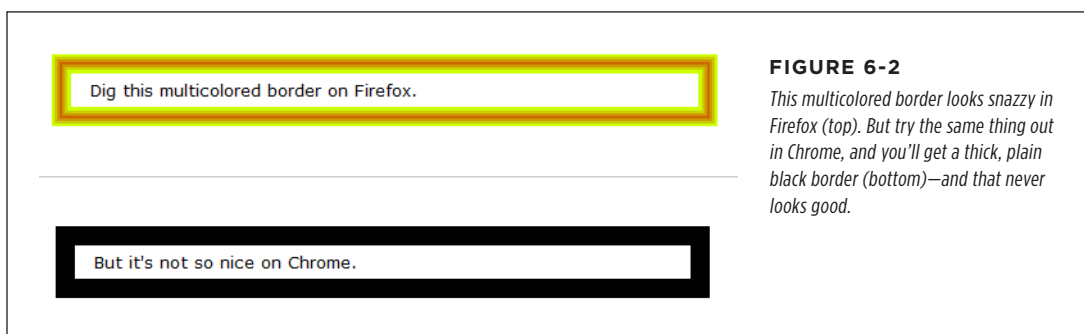 Dig this multicolored border on Firefox.
But it's not so nice on Chrome.
FIGURE 6-2
This multicolored border looks snazzy in
Firefox (top). But try the same thing out
in Chrome, and you'll get a thick, plain
black border (bottom)—and that never
looks good.